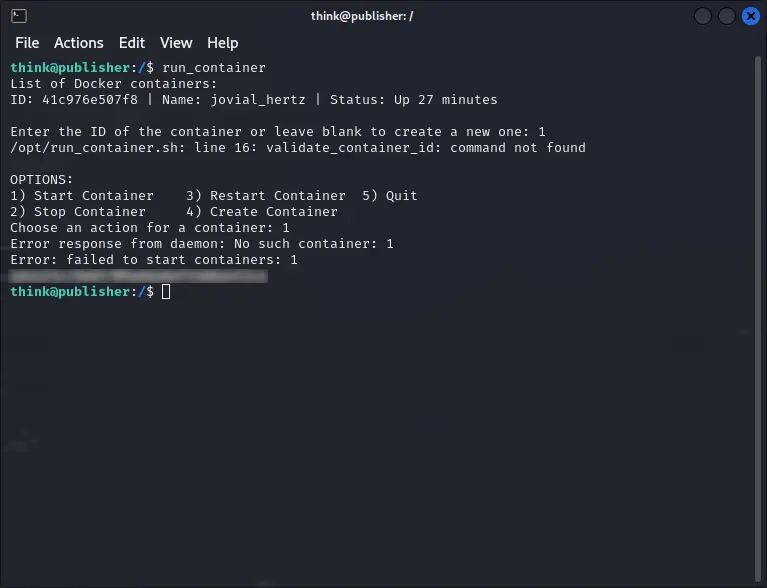 think@publisher: /
File Actions Edit View Help
think@publisher:/$ run_container
List of Docker containers:
ID: 41c976e507f8 | Name: jovial_hertz | Status: Up 27 minutes
Enter the ID of the container or leave blank to create a new one: 1
/opt/run_container.sh: line 16: validate_container_id: command not found
OPTIONS:
1) Start Container    3) Restart Container  5) Quit
2) Stop Container     4) Create Container
Choose an action for a container: 1
Error response from daemon: No such container: 1
Error: failed to start containers: 1
think@publisher:/$